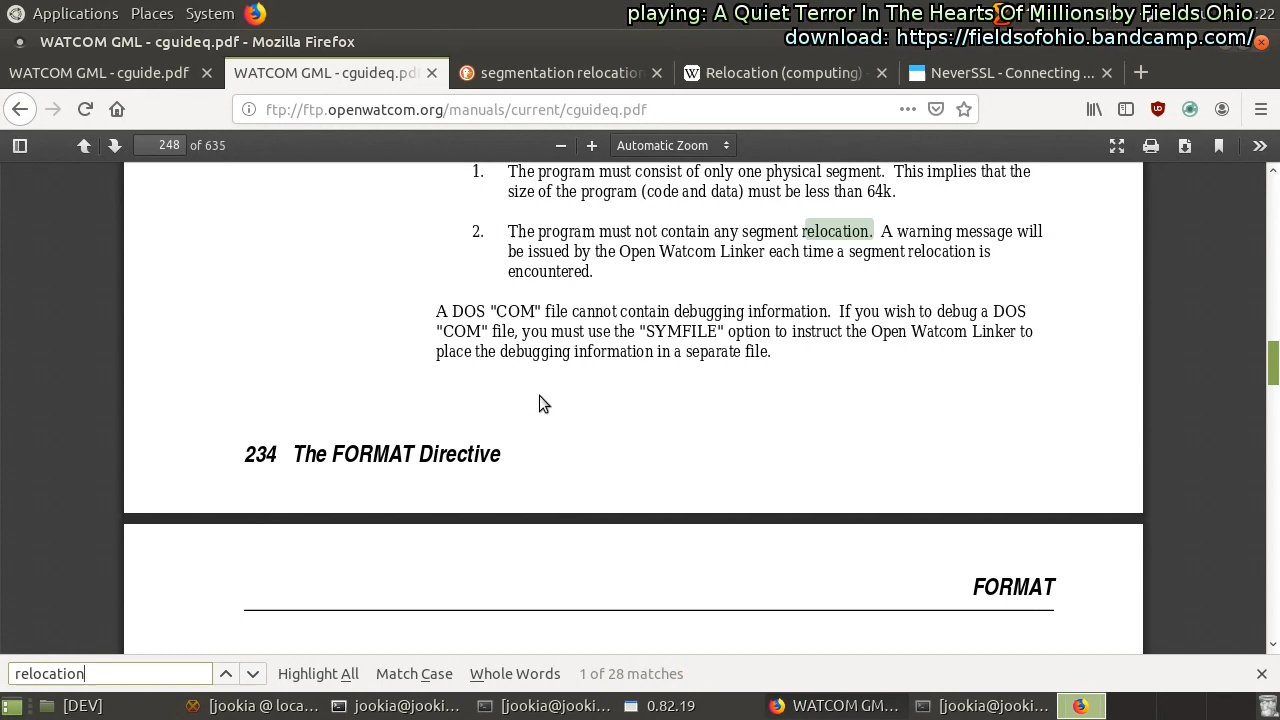 Applications Places System
playing: A Quiet Terror In The Hearts Of Millions by Fields Ohio
:22
download: https://fieldsofohio.bandcamp.com/
WATCOM GML - cguideq.pdf - Mozilla Firefox
WATCOM GML - cguide.pdf
WATCOM GML - cguideq.pd
segmentation relocation
Relocation (computing)
NeverSSL - Connecting ...
ftp://ftp.openwatcom.org/manuals/current/cguideq.pdf
248 of 635
Automatic Zoom
1. The program must consist of only one physical segment. This implies that the
size of the program (code and data) must be less than 64k.
2. The program must not contain any segment relocation. A warning message will
be issued by the Open Watcom Linker each time a segment relocation is
encountered.
A DOS "COM" file cannot contain debugging information. If you wish to debug a DOS
"COM" file, you must use the "SYMFILE" option to instruct the Open Watcom Linker to
place the debugging information in a separate file.
234 The FORMAT Directive
FORMAT
relocation
Highlight All
Match Case
Whole Words
1 of 28 matches
[DEV]
[jookia @ loca...
jookia@jooki...
[jookia@jooki...
0.82.19
WATCOM GM...
[jookia@jooki...